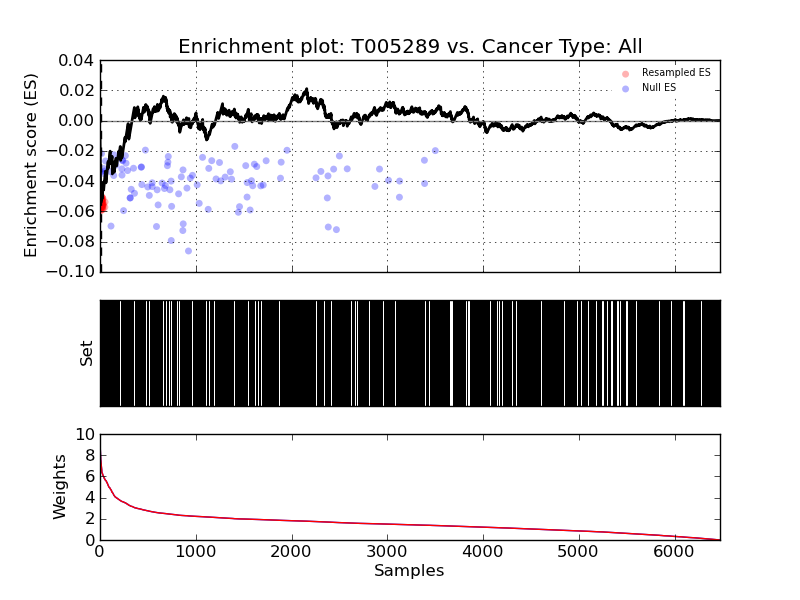 Enrichment plot: T005289 vs. Cancer Type: All
Enrichment score (ES)
0.04
0.02
0.00
−0.02
−0.04
−0.06
−0.08
−0.10
Resampled ES
Null ES
Set
Weights
10
8
6
4
2
0
0 1000 2000 3000 4000 5000 6000
Samples